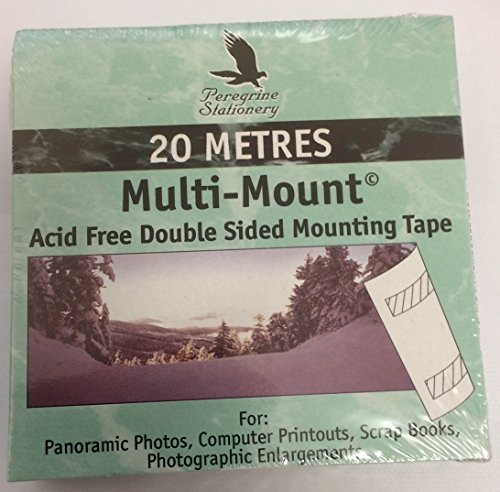 Peregrine
Stationery
20 METRES
Multi-Mount©
Acid Free Double Sided Mounting Tape
For:
Panoramic Photos, Computer Printouts, Scrap Books,
Photographic Enlargements